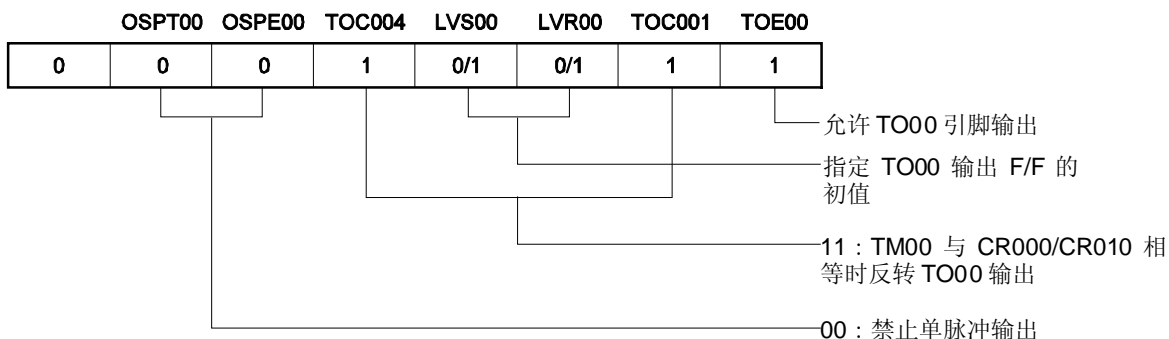 OSPT00 OSPE00 TOC004 LVS00 LVR00 TOC001 TOE00
0 0 0 1 0/1 0/1 1 1
允许 TO00 引脚输出
指定 TO00 输出 F/F 的
初值
11：TM00 与 CR000/CR010 相
等时反转 TO00 输出
00：禁止单脉冲输出